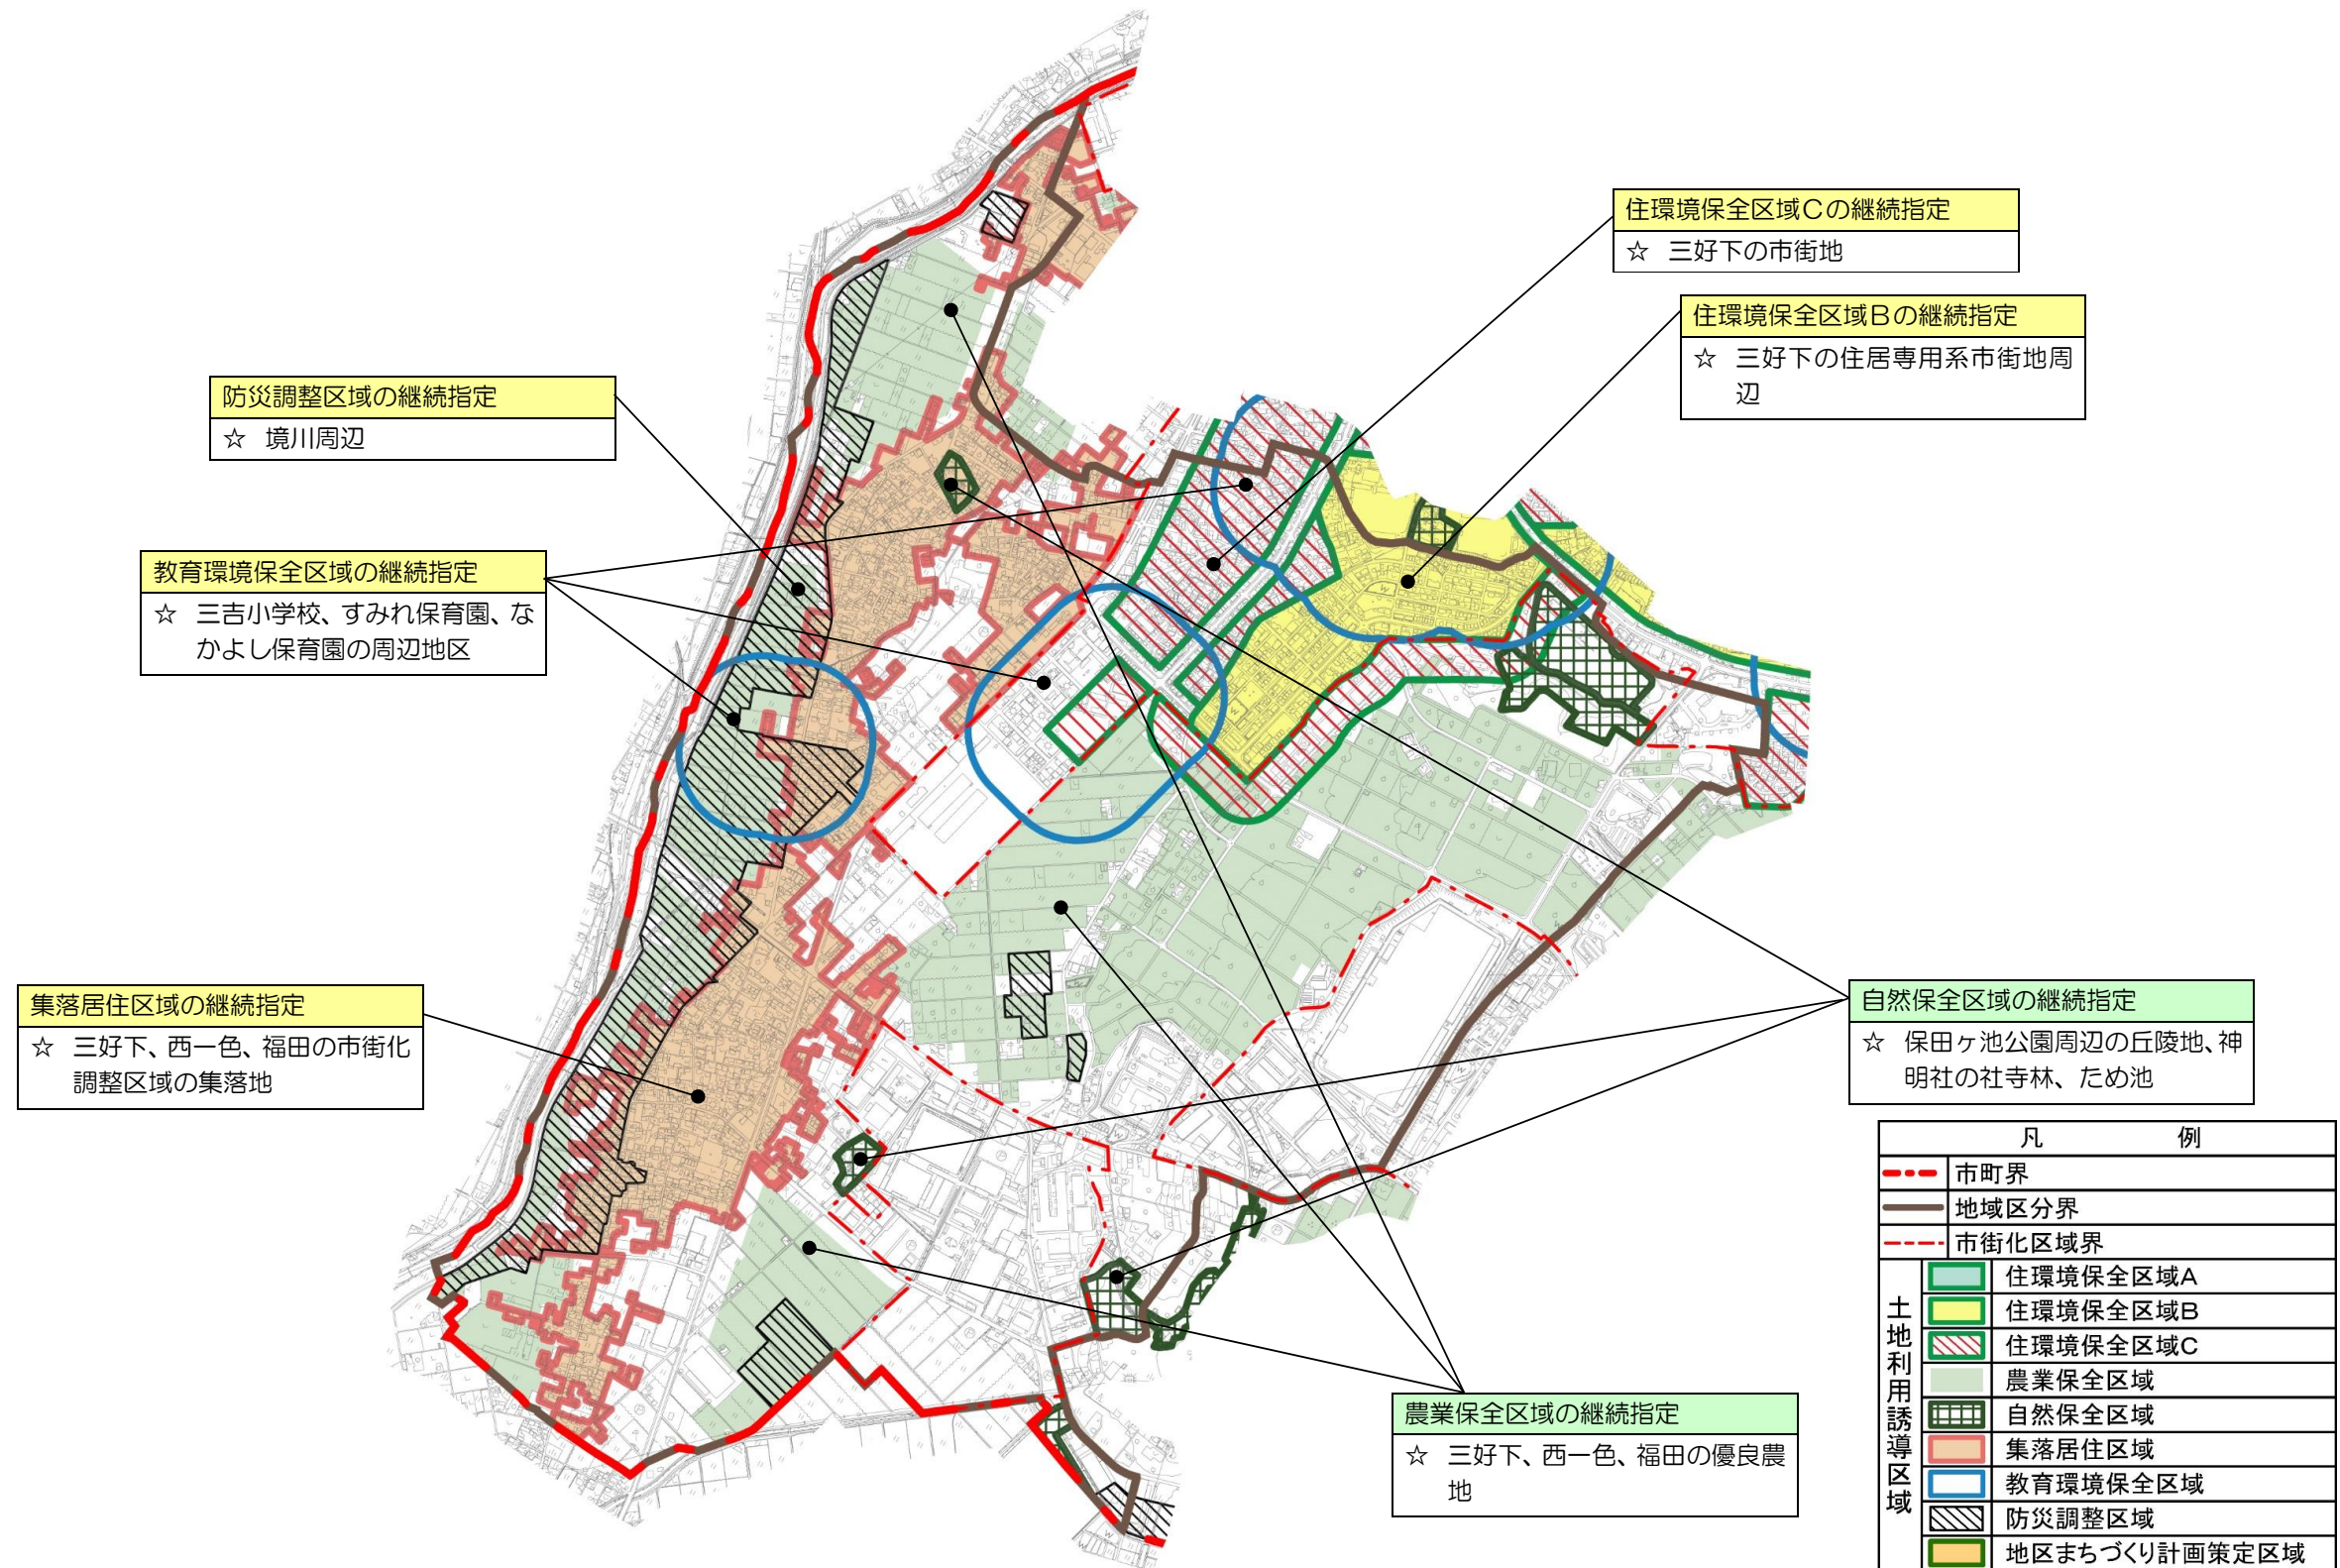 住環境保全区域Cの継続指定
☆ 三好下の市街地
住環境保全区域Bの継続指定
☆ 三好下の住居専用系市街地周
辺
防災調整区域の継続指定
☆ 境川周辺
教育環境保全区域の継続指定
☆ 三吉小学校、すみれ保育園、な
かよし保育園の周辺地区
集落居住区域の継続指定
☆ 三好下、西一色、福田の市街化
調整区域の集落地
自然保全区域の継続指定
☆ 保田ヶ池公園周辺の丘陵地、神
明社の社寺林、ため池
農業保全区域の継続指定
☆ 三好下、西一色、福田の優良農
地
凡 例
市町界
地域区分界
市街化区域界
土地利用誘導区域
住環境保全区域A
住環境保全区域B
住環境保全区域C
農業保全区域
自然保全区域
集落居住区域
教育環境保全区域
防災調整区域
地区まちづくり計画策定区域